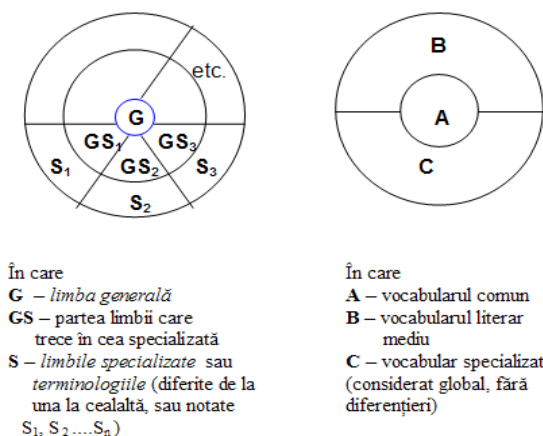 etc.
G
GS₁ GS₃
GS₂
S₁ S₃
S₂
B
A
C
În care
G – limba generală
GS – partea limbii care
trece în cea specializată
S – limbile specializate sau
terminologiile (diferite de la
una la cealaltă, sau notate
S₁, S₂ ....Sₙ)
În care
A – vocabularul comun
B – vocabularul literar
mediu
C – vocabular specializat
(considerat global, fără
diferențieri)